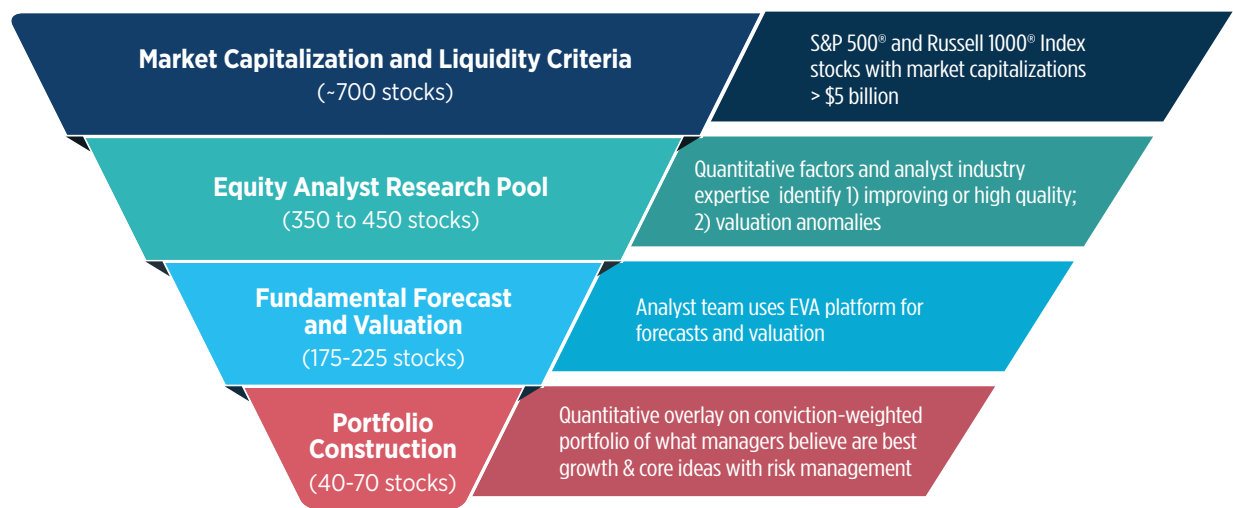 Market Capitalization and Liquidity Criteria
(~700 stocks)
S&P 500® and Russell 1000® Index
stocks with market capitalizations
> $5 billion
Equity Analyst Research Pool
(350 to 450 stocks)
Quantitative factors and analyst industry
expertise identify 1) improving or high quality;
2) valuation anomalies
Fundamental Forecast
and Valuation
(175-225 stocks)
Analyst team uses EVA platform for
forecasts and valuation
Portfolio
Construction
(40-70 stocks)
Quantitative overlay on conviction-weighted
portfolio of what managers believe are best
growth & core ideas with risk management